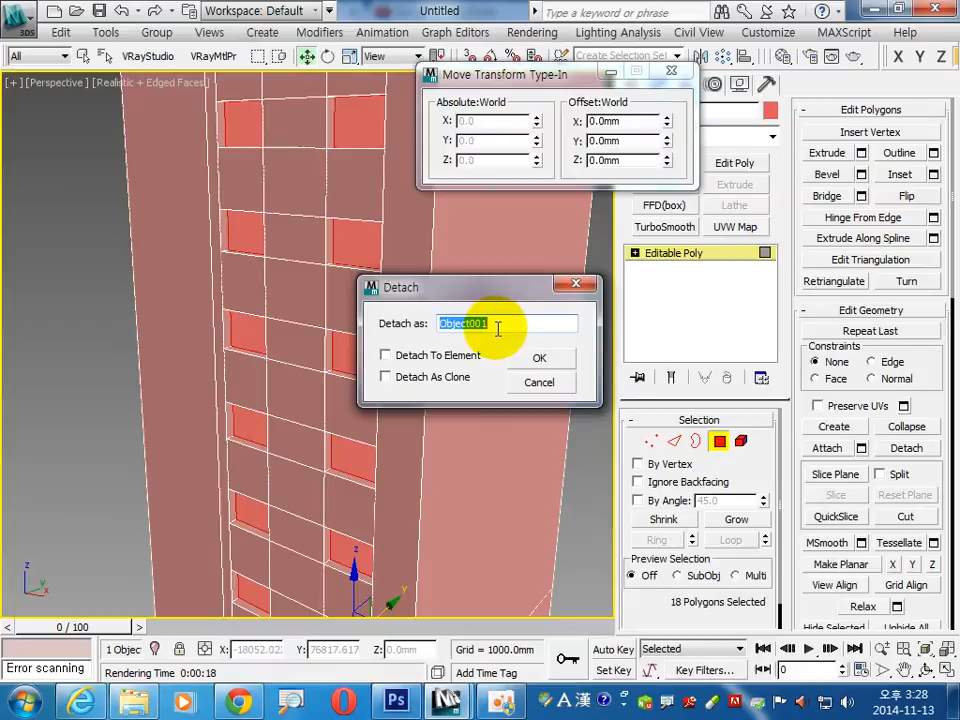 Workspace: Default
Untitled
Type a keyword or phrase
3DS
Edit
Tools
Group
Views
Create
Modifiers
Animation
Graph Editors
Rendering
Lighting Analysis
Civil View
Customize
MAXScript
Help
All
VRayStudio
VRayMtlPr
View
Create Selection Se
X
Y
Z
[+] [Perspective ] [Realistic + Edged Faces]
Move Transform Type-In
Absolute:World
X: 0.0
Y: 0.0
Z: 0.0
Offset:World
X: 0.0mm
Y: 0.0mm
Z: 0.0mm
Edit Poly
Extrude
FFD(box)
Lathe
TurboSmooth
UVW Map
Editable Poly
Detach
Detach as:
Object001
Detach To Element
OK
Detach As Clone
Cancel
Selection
By Vertex
Ignore Backfacing
By Angle:
45.0
Shrink
Grow
Ring
Loop
Preview Selection
Off
SubObj
Multi
18 Polygons Selected
Edit Polygons
Insert Vertex
Extrude
Outline
Bevel
Inset
Bridge
Flip
Hinge From Edge
Extrude Along Spline
Edit Triangulation
Retriangulate
Turn
Edit Geometry
Repeat Last
Constraints
None
Edge
Face
Normal
Preserve UVs
Create
Collapse
Attach
Detach
Slice Plane
Split
Slice
Reset Plane
QuickSlice
Cut
MSmooth
Tessellate
Make Planar
X
Y
Z
View Align
Grid Align
Relax
Hide Selected
Unhide All
z
y
x
z
y
0 / 100
1 Objec
X: -18052.02
Y: 76817.617
Z: 0.0mm
Grid = 1000.0mm
Auto Key
Selected
Error scanning
Rendering Time 0:00:18
Add Time Tag
Set Key
Key Filters...
0
Ps
A 漢
오후 3:28
2014-11-13